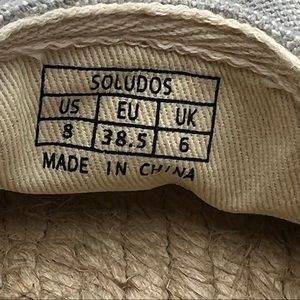 SOLUDOS
US EU UK
8 38.5 6
MADE IN CHINA